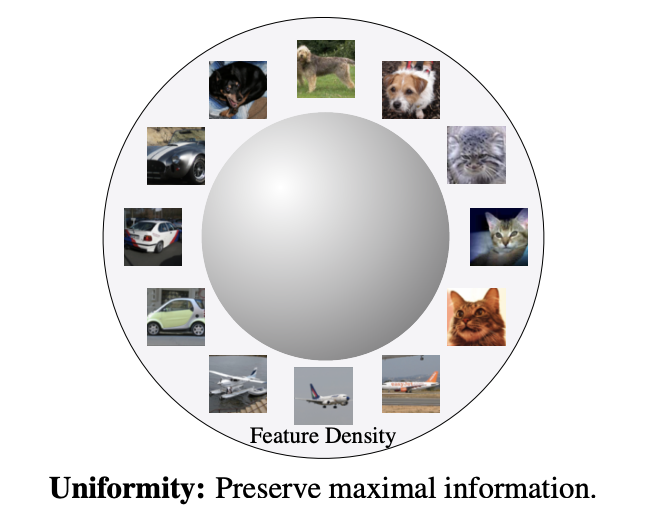 Feature Density
Uniformity: Preserve maximal information.